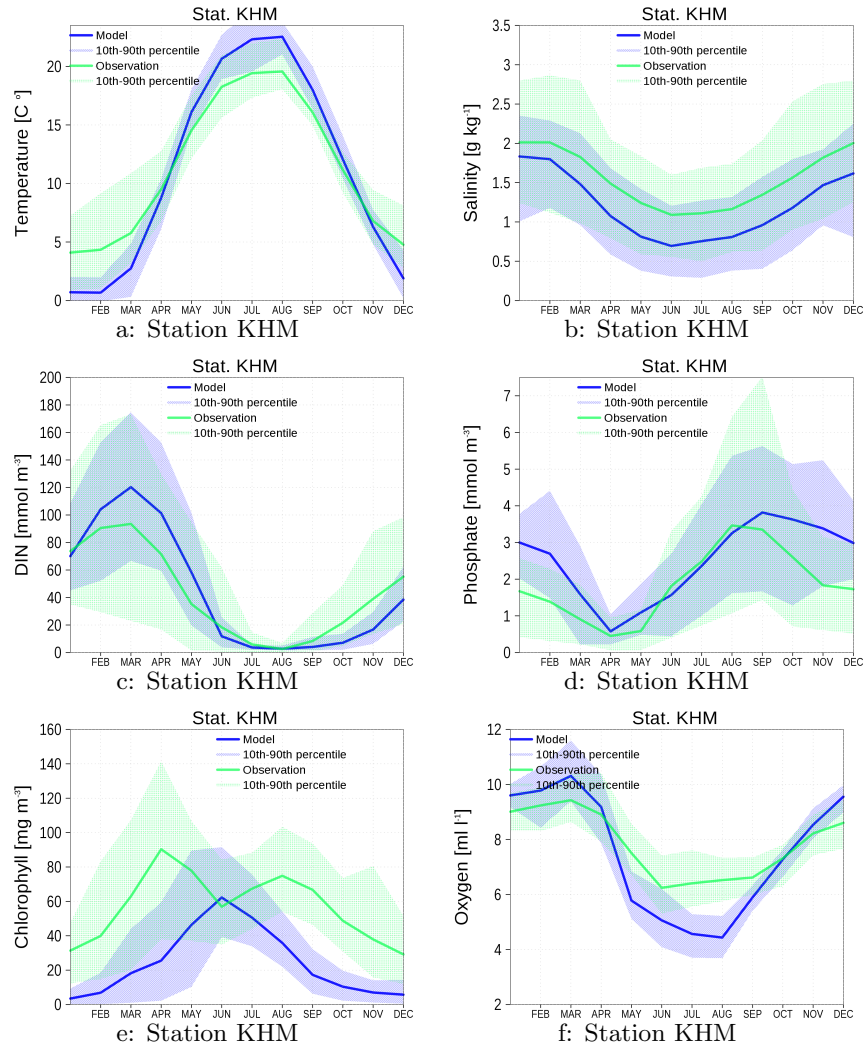 Stat. KHM
Model
10th-90th percentile
Observation
10th-90th percentile
Temperature [C °]
20
15
10
5
0
FEB MAR APR MAY JUN JUL AUG SEP OCT NOV DEC
a: Station KHM
Stat. KHM
Model
10th-90th percentile
Observation
10th-90th percentile
Salinity [g kg-1]
3.5
3
2.5
2
1.5
1
0.5
0
FEB MAR APR MAY JUN JUL AUG SEP OCT NOV DEC
b: Station KHM
Stat. KHM
Model
10th-90th percentile
Observation
10th-90th percentile
DIN [mmol m-3]
200
180
160
140
120
100
80
60
40
20
0
FEB MAR APR MAY JUN JUL AUG SEP OCT NOV DEC
c: Station KHM
Stat. KHM
Model
10th-90th percentile
Observation
10th-90th percentile
Phosphate [mmol m-3]
7
6
5
4
3
2
1
0
FEB MAR APR MAY JUN JUL AUG SEP OCT NOV DEC
d: Station KHM
Stat. KHM
Model
10th-90th percentile
Observation
10th-90th percentile
Chlorophyll [mg m-3]
160
140
120
100
80
60
40
20
0
FEB MAR APR MAY JUN JUL AUG SEP OCT NOV DEC
e: Station KHM
Stat. KHM
Model
10th-90th percentile
Observation
10th-90th percentile
Oxygen [ml l-1]
12
10
8
6
4
2
FEB MAR APR MAY JUN JUL AUG SEP OCT NOV DEC
f: Station KHM